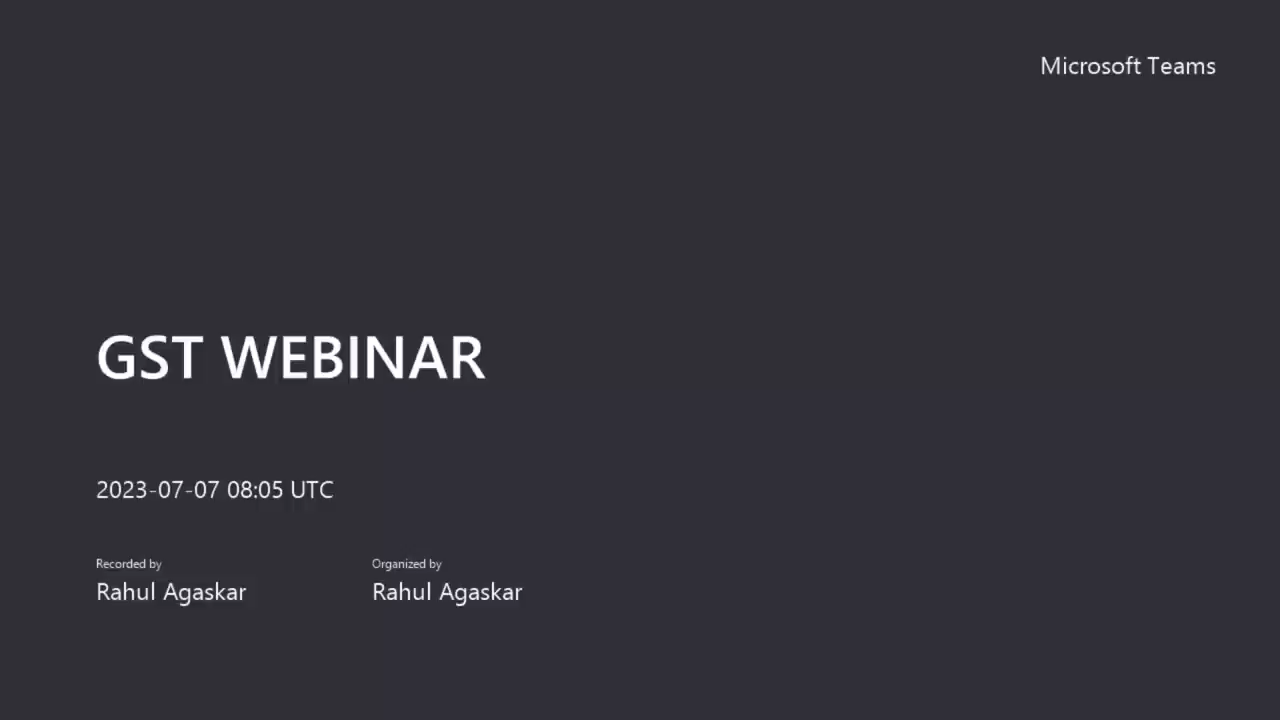 Microsoft Teams
GST WEBINAR
2023-07-07 08:05 UTC
Recorded by
Rahul Agaskar
Organized by
Rahul Agaskar